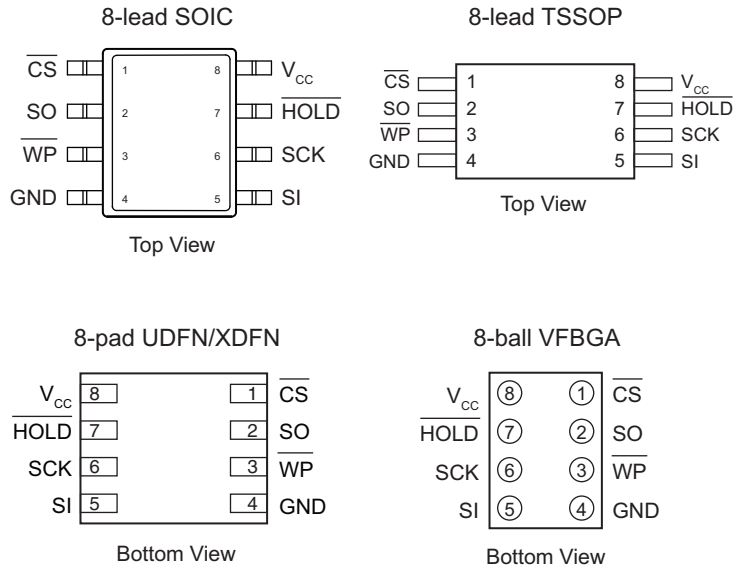 8-lead SOIC
CS 1 8 VCC
SO 2 7 HOLD
WP 3 6 SCK
GND 4 5 SI
Top View
8-lead TSSOP
CS 1 8 VCC
SO 2 7 HOLD
WP 3 6 SCK
GND 4 5 SI
Top View
8-pad UDFN/XDFN
VCC 8 1 CS
HOLD 7 2 SO
SCK 6 3 WP
SI 5 4 GND
Bottom View
8-ball VFBGA
VCC 8 1 CS
HOLD 7 2 SO
SCK 6 3 WP
SI 5 4 GND
Bottom View